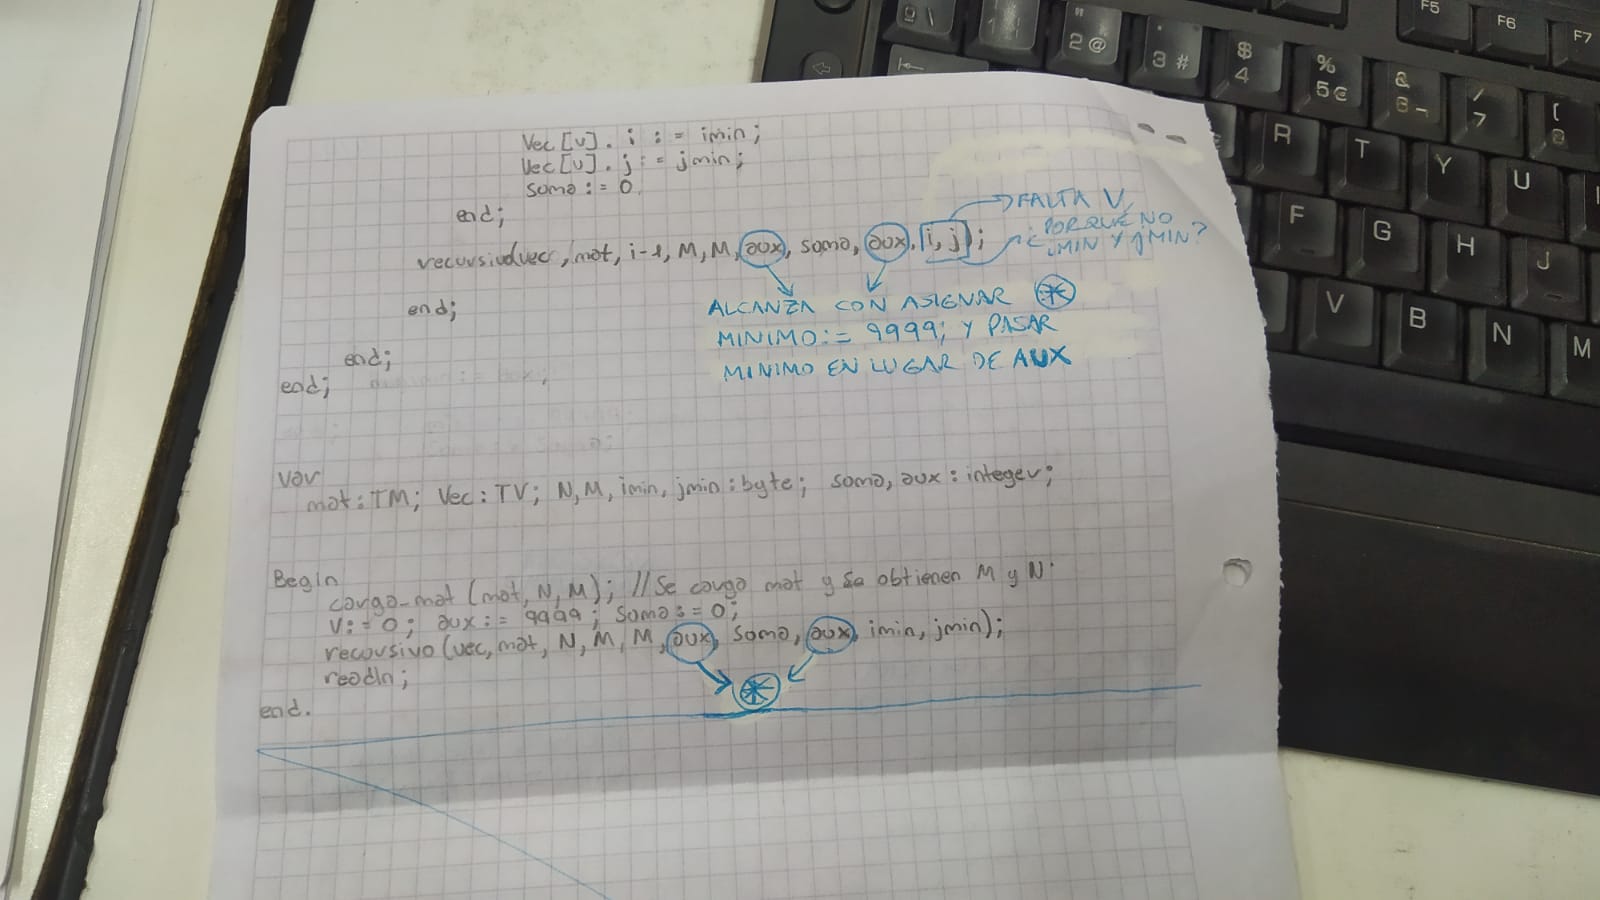 Vec[v]. i := imin;
Vec[v]. j := jmin;
soma := 0
end;
FALTA V,
¿POR QUÉ NO
iMIN Y JMIN?
recursivo(vec, mat, i-1, M, M, aux, soma, aux, i, j);
end;
ALCANZA CON ASIGNAR
MINIMO := 9999; Y PASAR
MINIMO EN LUGAR DE AUX
end;
end;
var
mat: TM; Vec: TV; N, M, imin, jmin: byte; soma, aux: integer;
Begin
carga_mat (mat, N, M); // Se carga mat y se obtienen M y N.
V:= 0; aux:= 9999; Soma:= 0;
recursivo (vec, mat, N, M, M, aux, soma, aux, imin, jmin);
readln;
end.
Q \
! 1
" 2 @
3 #
$ 4
% 5 €
& 6 ¬
/ 7
( 8
F5
F6
F7
R
T
Y
U
F
G
H
J
V
B
N
M